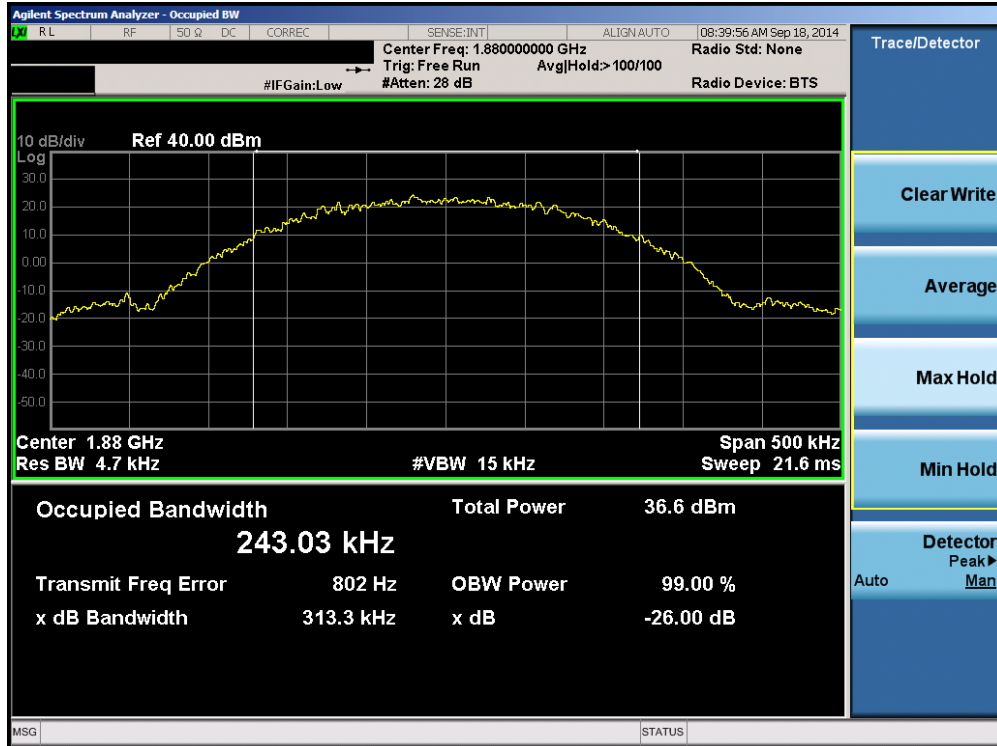 Agilent Spectrum Analyzer - Occupied BW
LXI RL RF 50 Ω DC CORREC SENSE:INT ALIGN AUTO 08:39:56 AM Sep 18, 2014
Center Freq: 1.880000000 GHz Radio Std: None
Trig: Free Run Avg|Hold:>100/100
#IFGain:Low #Atten: 28 dB Radio Device: BTS
Trace/Detector
10 dB/div Ref 40.00 dBm
Log
30.0
20.0
10.0
0.00
-10.0
-20.0
-30.0
-40.0
-50.0
Center 1.88 GHz Span 500 kHz
Res BW 4.7 kHz #VBW 15 kHz Sweep 21.6 ms
Occupied Bandwidth Total Power 36.6 dBm
243.03 kHz
Transmit Freq Error 802 Hz OBW Power 99.00 %
x dB Bandwidth 313.3 kHz x dB -26.00 dB
Clear Write
Average
Max Hold
Min Hold
Detector
Peak▶
Auto Man
MSG STATUS